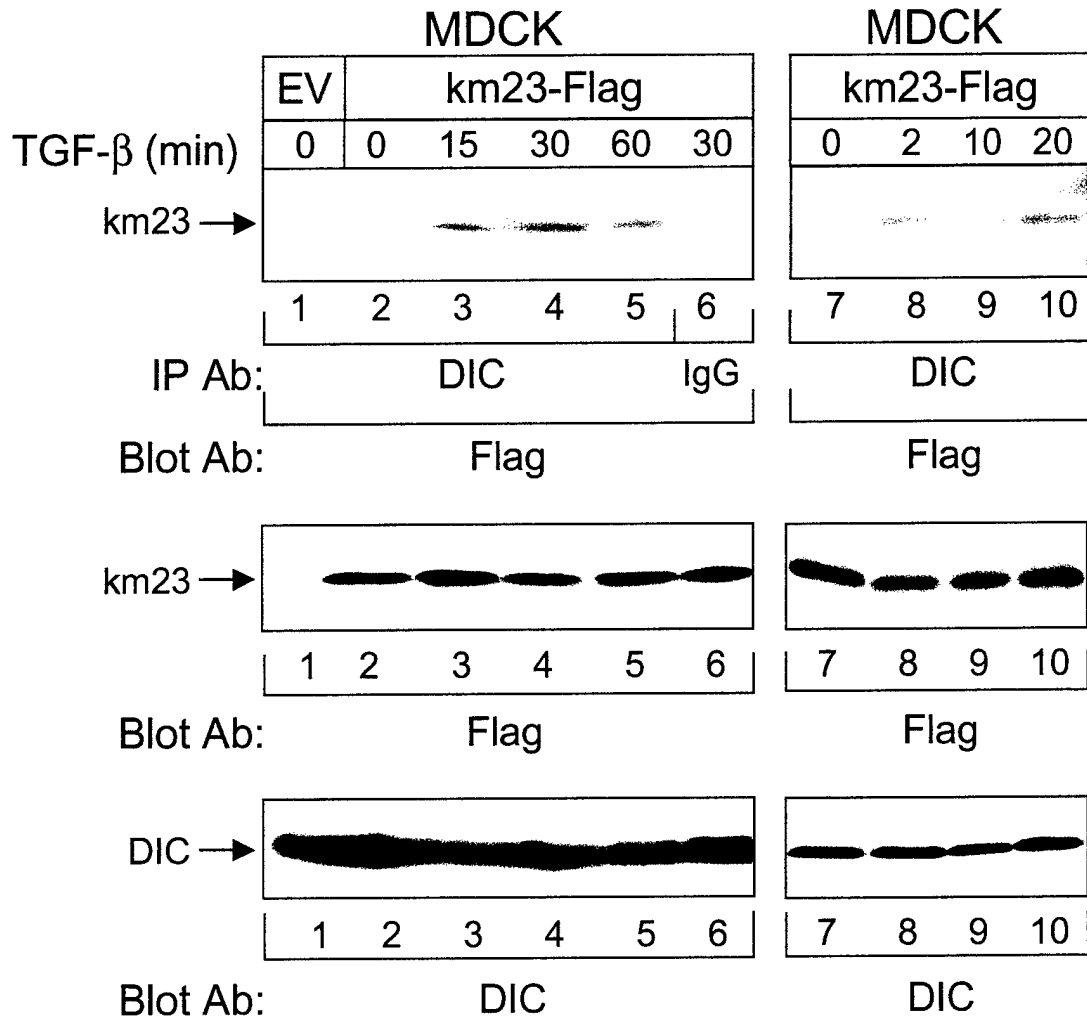 MDCK MDCK
EV km23-Flag km23-Flag
TGF-β (min) 0 0 15 30 60 30 0 2 10 20
km23
1 2 3 4 5 6 7 8 9 10
IP Ab: DIC IgG DIC
Blot Ab: Flag Flag
km23
1 2 3 4 5 6 7 8 9 10
Blot Ab: Flag Flag
DIC
1 2 3 4 5 6 7 8 9 10
Blot Ab: DIC DIC